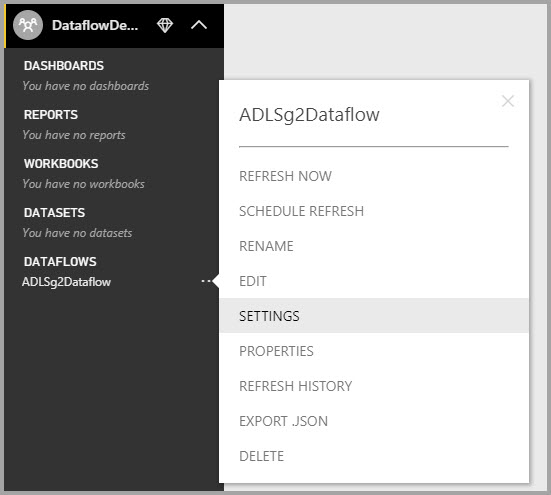 DataflowDe...
DASHBOARDS
You have no dashboards
REPORTS
You have no reports
WORKBOOKS
You have no workbooks
DATASETS
You have no datasets
DATAFLOWS
ADLSg2Dataflow
ADLSg2Dataflow
REFRESH NOW
SCHEDULE REFRESH
RENAME
EDIT
SETTINGS
PROPERTIES
REFRESH HISTORY
EXPORT .JSON
DELETE